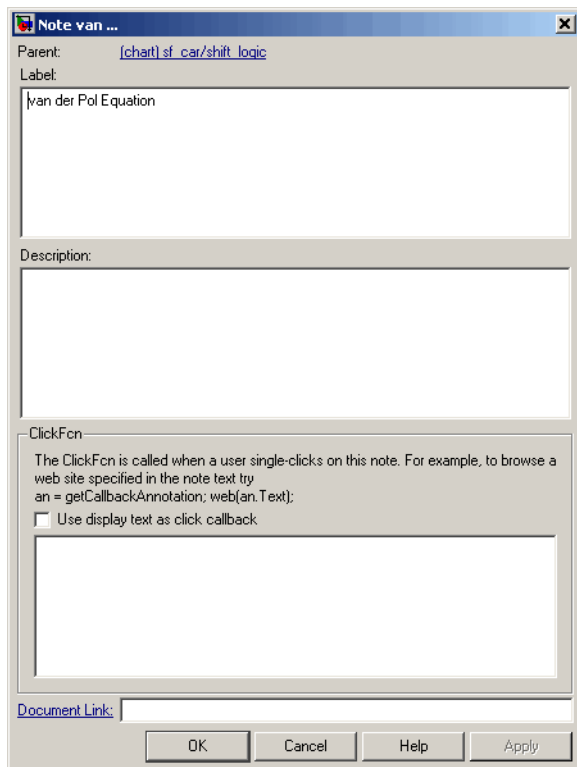 Note van ...
Parent: (chart) sf_car/shift_logic
Label:
van der Pol Equation
Description:
ClickFcn
The ClickFcn is called when a user single-clicks on this note. For example, to browse a
web site specified in the note text try
an = getCallbackAnnotation; web(an.Text);
Use display text as click callback
Document Link:
OK Cancel Help Apply